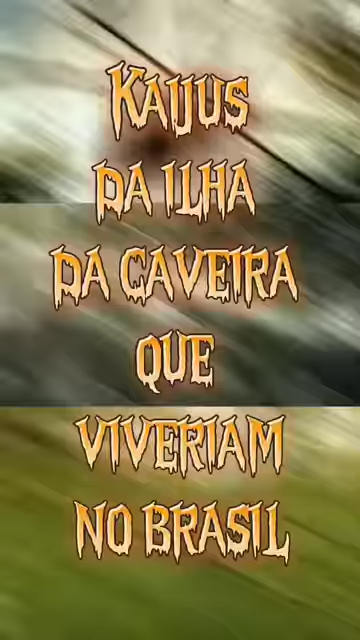 KAIJUS
DA ILHA
DA CAVEIRA
QUE
VIVERIAM
NO BRASIL